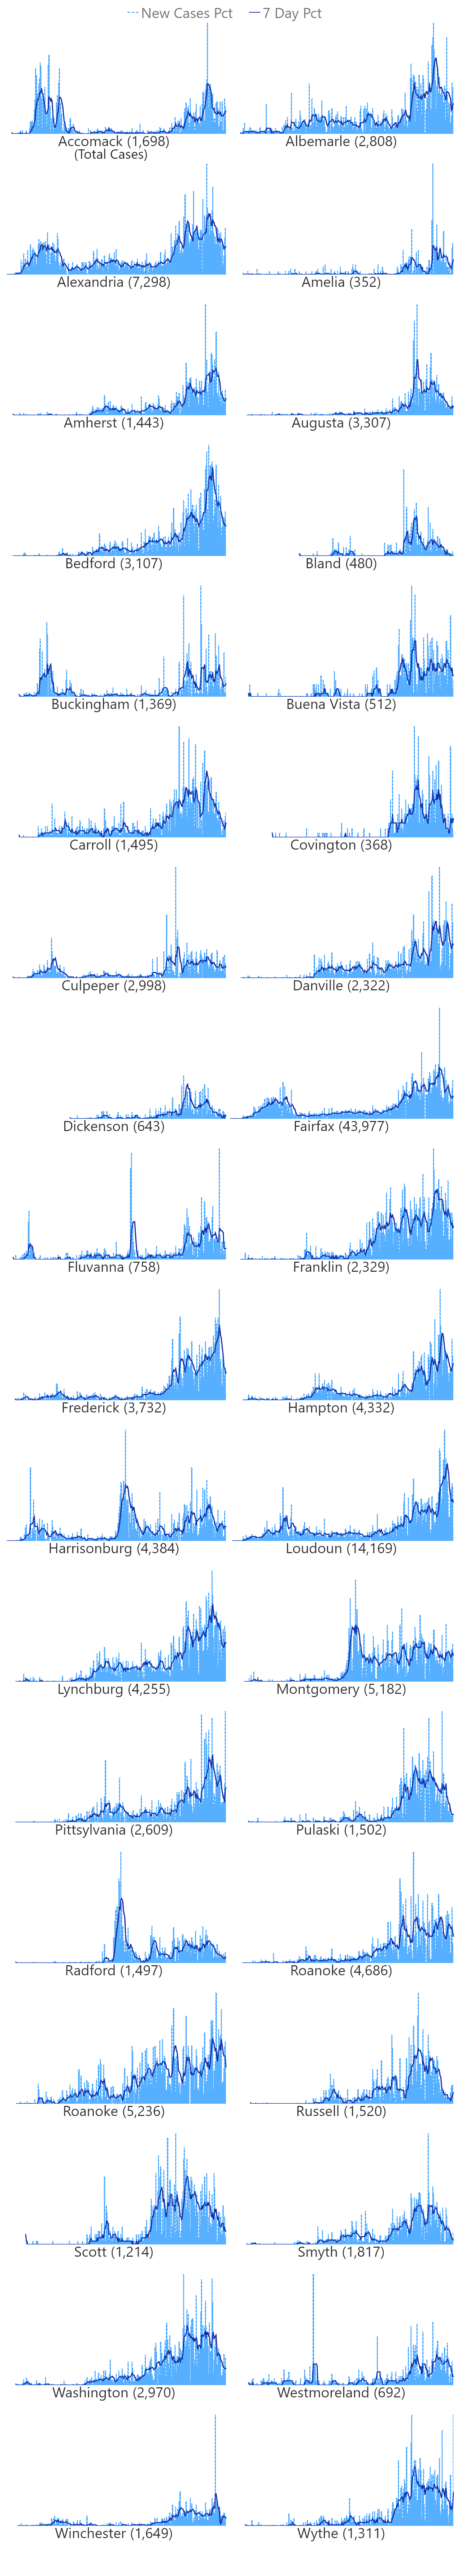 New Cases Pct 7 Day Pct
Accomack (1,698) Albemarle (2,808)
(Total Cases)
Alexandria (7,298) Amelia (352)
Amherst (1,443) Augusta (3,307)
Bedford (3,107) Bland (480)
Buckingham (1,369) Buena Vista (512)
Carroll (1,495) Covington (368)
Culpeper (2,998) Danville (2,322)
Dickenson (643) Fairfax (43,977)
Fluvanna (758) Franklin (2,329)
Frederick (3,732) Hampton (4,332)
Harrisonburg (4,384) Loudoun (14,169)
Lynchburg (4,255) Montgomery (5,182)
Pittsylvania (2,609) Pulaski (1,502)
Radford (1,497) Roanoke (4,686)
Roanoke (5,236) Russell (1,520)
Scott (1,214) Smyth (1,817)
Washington (2,970) Westmoreland (692)
Winchester (1,649) Wythe (1,311)